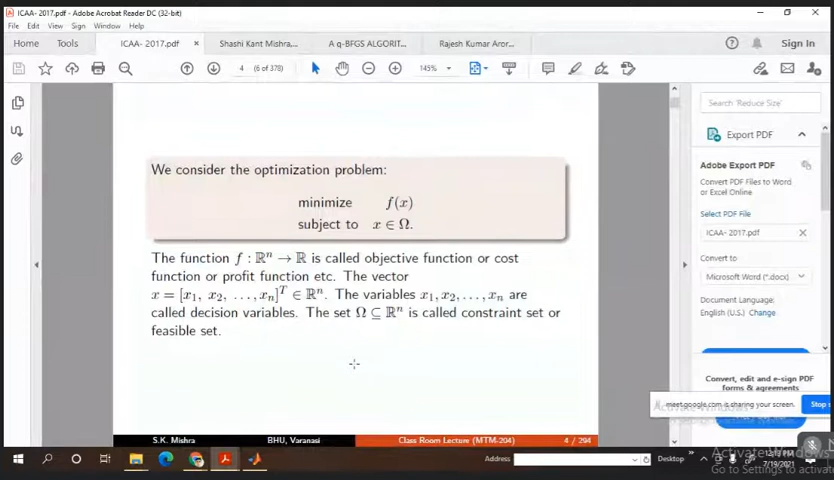 ICAA- 2017.pdf - Adobe Acrobat Reader DC (32-bit)
File Edit View Sign Window Help
Home Tools ICAA- 2017.pdf × Shashi Kant Mishra,... A q-BFGS ALGORIT... Rajesh Kumar Aror... Sign In
4 (6 of 378) 145%
We consider the optimization problem:
minimize f(x)
subject to x ∈ Ω.
The function f : ℝⁿ → ℝ is called objective function or cost
function or profit function etc. The vector
x = [x₁, x₂, …, xₙ]ᵀ ∈ ℝⁿ. The variables x₁, x₂, …, xₙ are
called decision variables. The set Ω ⊆ ℝⁿ is called constraint set or
feasible set.
S.K. Mishra BHU, Varanasi Class Room Lecture (MTM-204) 4 / 294
Search 'Reduce Size'
Export PDF
Adobe Export PDF
Convert PDF Files to Word
or Excel Online
Select PDF File
ICAA- 2017.pdf ×
Convert to
Microsoft Word (*.docx)
Document Language:
English (U.S.) Change
Convert, edit and e-sign PDF
forms & agreements
meet.google.com is sharing your screen. Stop s
Activate Windows
Go to Settings to activate
Address Desktop
7/19/2021